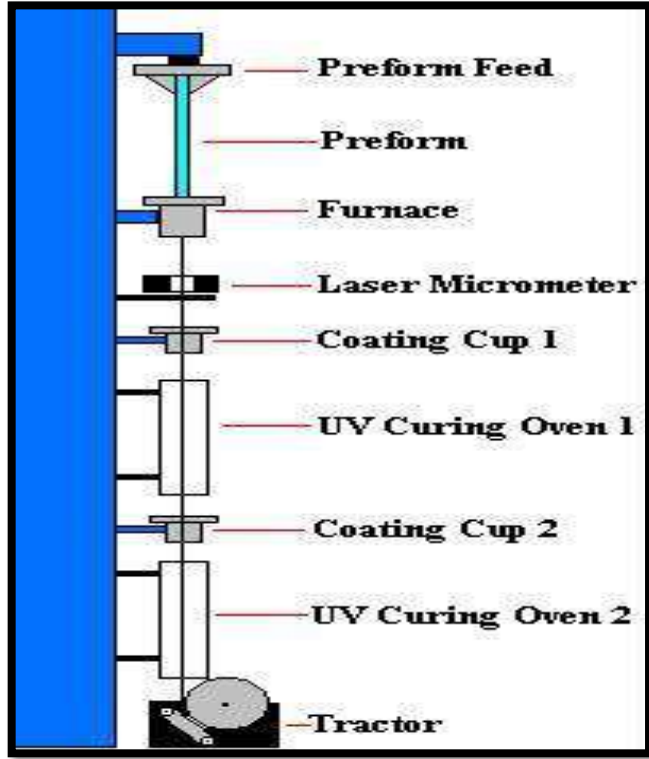 Preform Feed
Preform
Furnace
Laser Micrometer
Coating Cup 1
UV Curing Oven 1
Coating Cup 2
UV Curing Oven 2
Tractor